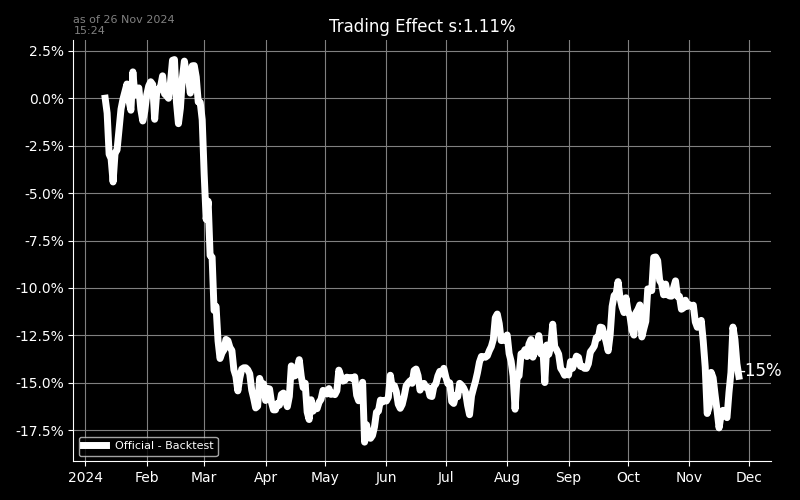 as of 26 Nov 2024
15:24
Trading Effect s:1.11%
2.5%
0.0%
-2.5%
-5.0%
-7.5%
-10.0%
-12.5%
-15.0%
-17.5%
-15%
Official - Backtest
2024 Feb Mar Apr May Jun Jul Aug Sep Oct Nov Dec